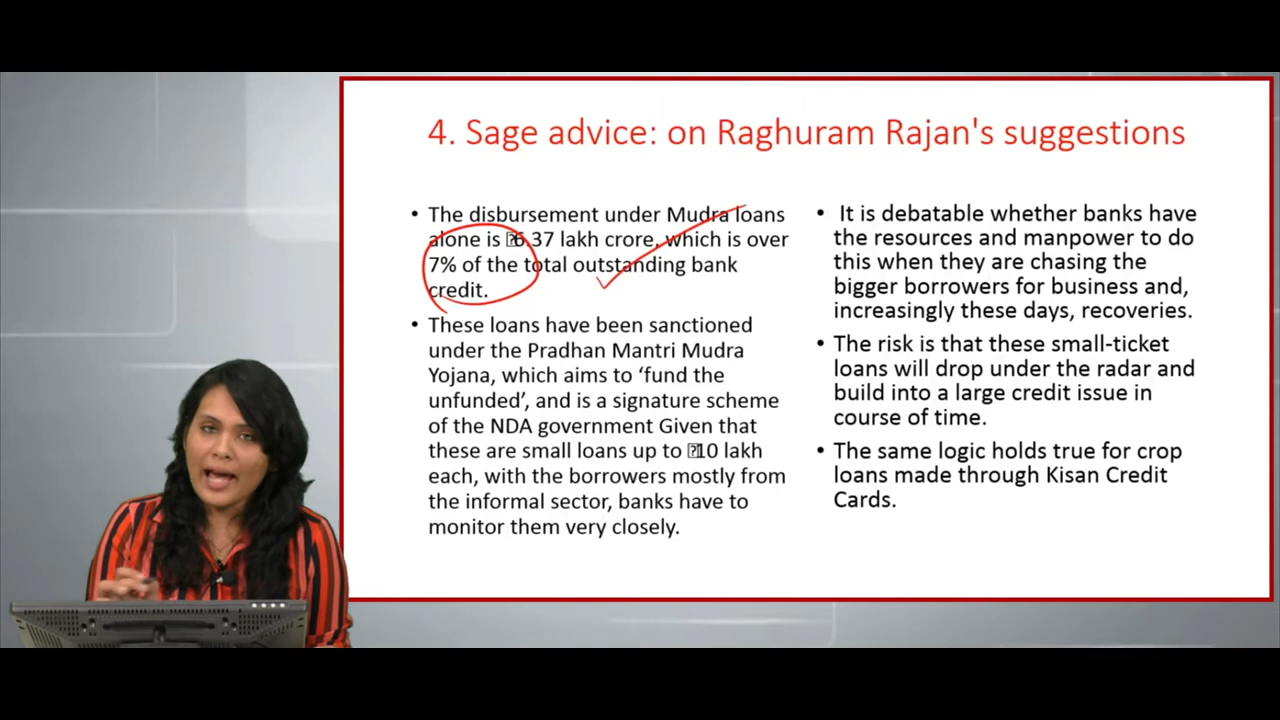 4. Sage advice: on Raghuram Rajan's suggestions
• The disbursement under Mudra loans
alone is 6.37 lakh crore, which is over
7% of the total outstanding bank
credit.
• These loans have been sanctioned
under the Pradhan Mantri Mudra
Yojana, which aims to ‘fund the
unfunded’, and is a signature scheme
of the NDA government Given that
these are small loans up to 10 lakh
each, with the borrowers mostly from
the informal sector, banks have to
monitor them very closely.
• It is debatable whether banks have
the resources and manpower to do
this when they are chasing the
bigger borrowers for business and,
increasingly these days, recoveries.
• The risk is that these small-ticket
loans will drop under the radar and
build into a large credit issue in
course of time.
• The same logic holds true for crop
loans made through Kisan Credit
Cards.